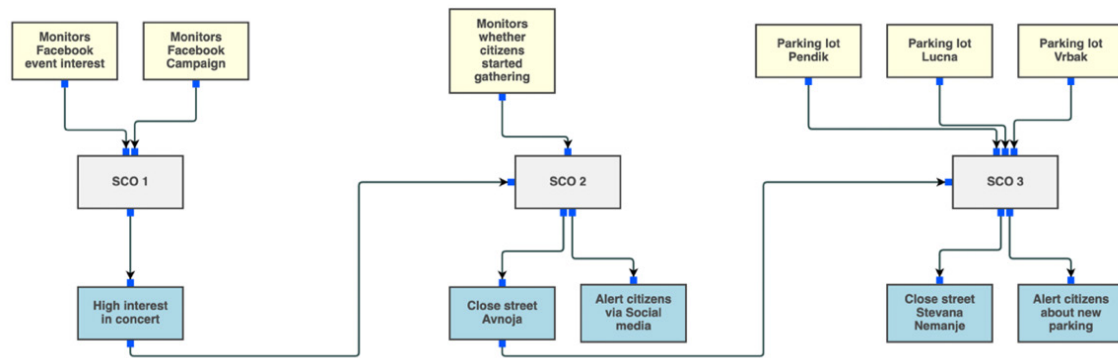 Monitors
Facebook
event interest
Monitors
Facebook
Campaign
Monitors
whether
citizens
started
gathering
Parking lot
Pendik
Parking lot
Lucna
Parking lot
Vrbak
SCO 1
SCO 2
SCO 3
High interest
in concert
Close street
Avnoja
Alert citizens
via Social
media
Close street
Stevana
Nemanje
Alert citizens
about new
parking